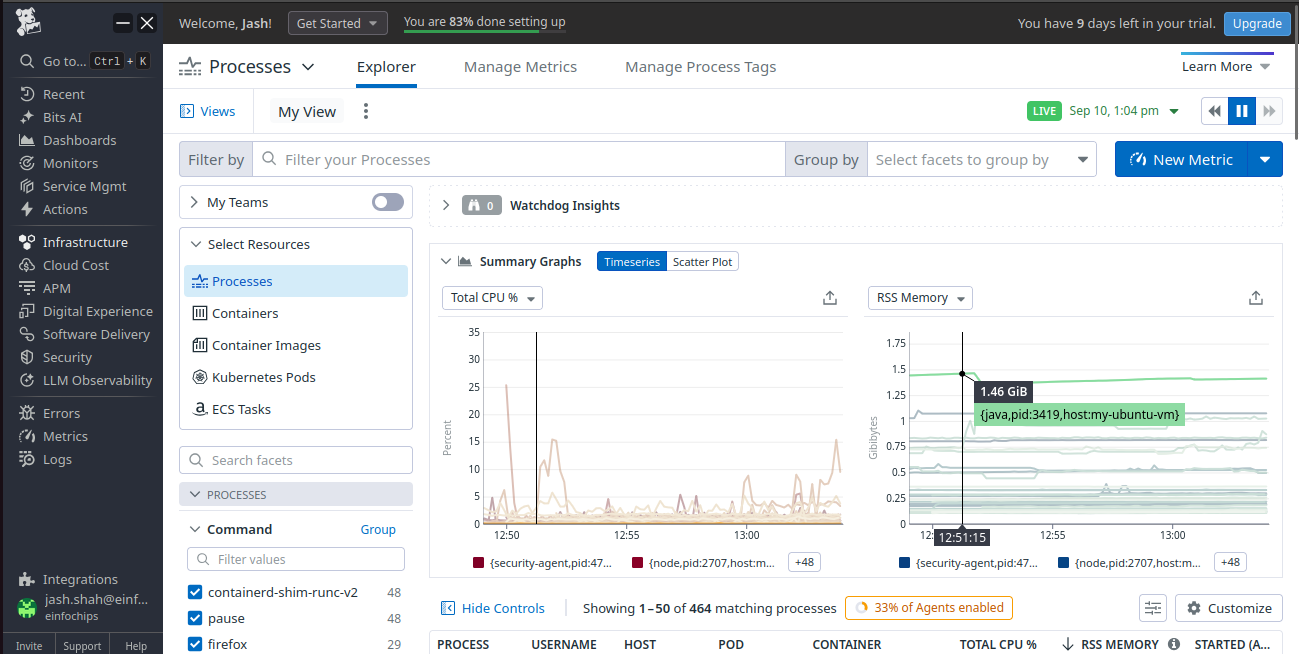 Welcome, Jash!
Get Started
You are 83% done setting up
You have 9 days left in your trial.
Upgrade
Go to... Ctrl + K
Recent
Bits AI
Dashboards
Monitors
Service Mgmt
Actions
Infrastructure
Cloud Cost
APM
Digital Experience
Software Delivery
Security
LLM Observability
Errors
Metrics
Logs
Integrations
jash.shah@einf...
einfochips
Invite Support Help
Processes
Explorer
Manage Metrics
Manage Process Tags
Learn More
Views
My View
LIVE Sep 10, 1:04 pm
Filter by
Filter your Processes
Group by
Select facets to group by
New Metric
My Teams
Select Resources
Processes
Containers
Container Images
Kubernetes Pods
ECS Tasks
Search facets
PROCESSES
Command
Group
Filter values
containerd-shim-runc-v2 48
pause 48
firefox 29
0 Watchdog Insights
Summary Graphs
Timeseries Scatter Plot
Total CPU %
Percent
35
30
25
20
15
10
5
0
12:50 12:55 13:00
{security-agent,pid:47... {node,pid:2707,host:m... +48
RSS Memory
Gibibytes
1.75
1.5
1.25
1
0.75
0.5
0.25
0
1.46 GiB
{java,pid:3419,host:my-ubuntu-vm}
12: 12:51:15 12:55 13:00
{security-agent,pid:47... {node,pid:2707,host:m... +48
Hide Controls
Showing 1–50 of 464 matching processes
33% of Agents enabled
Customize
PROCESS USERNAME HOST POD CONTAINER TOTAL CPU % RSS MEMORY STARTED (A...